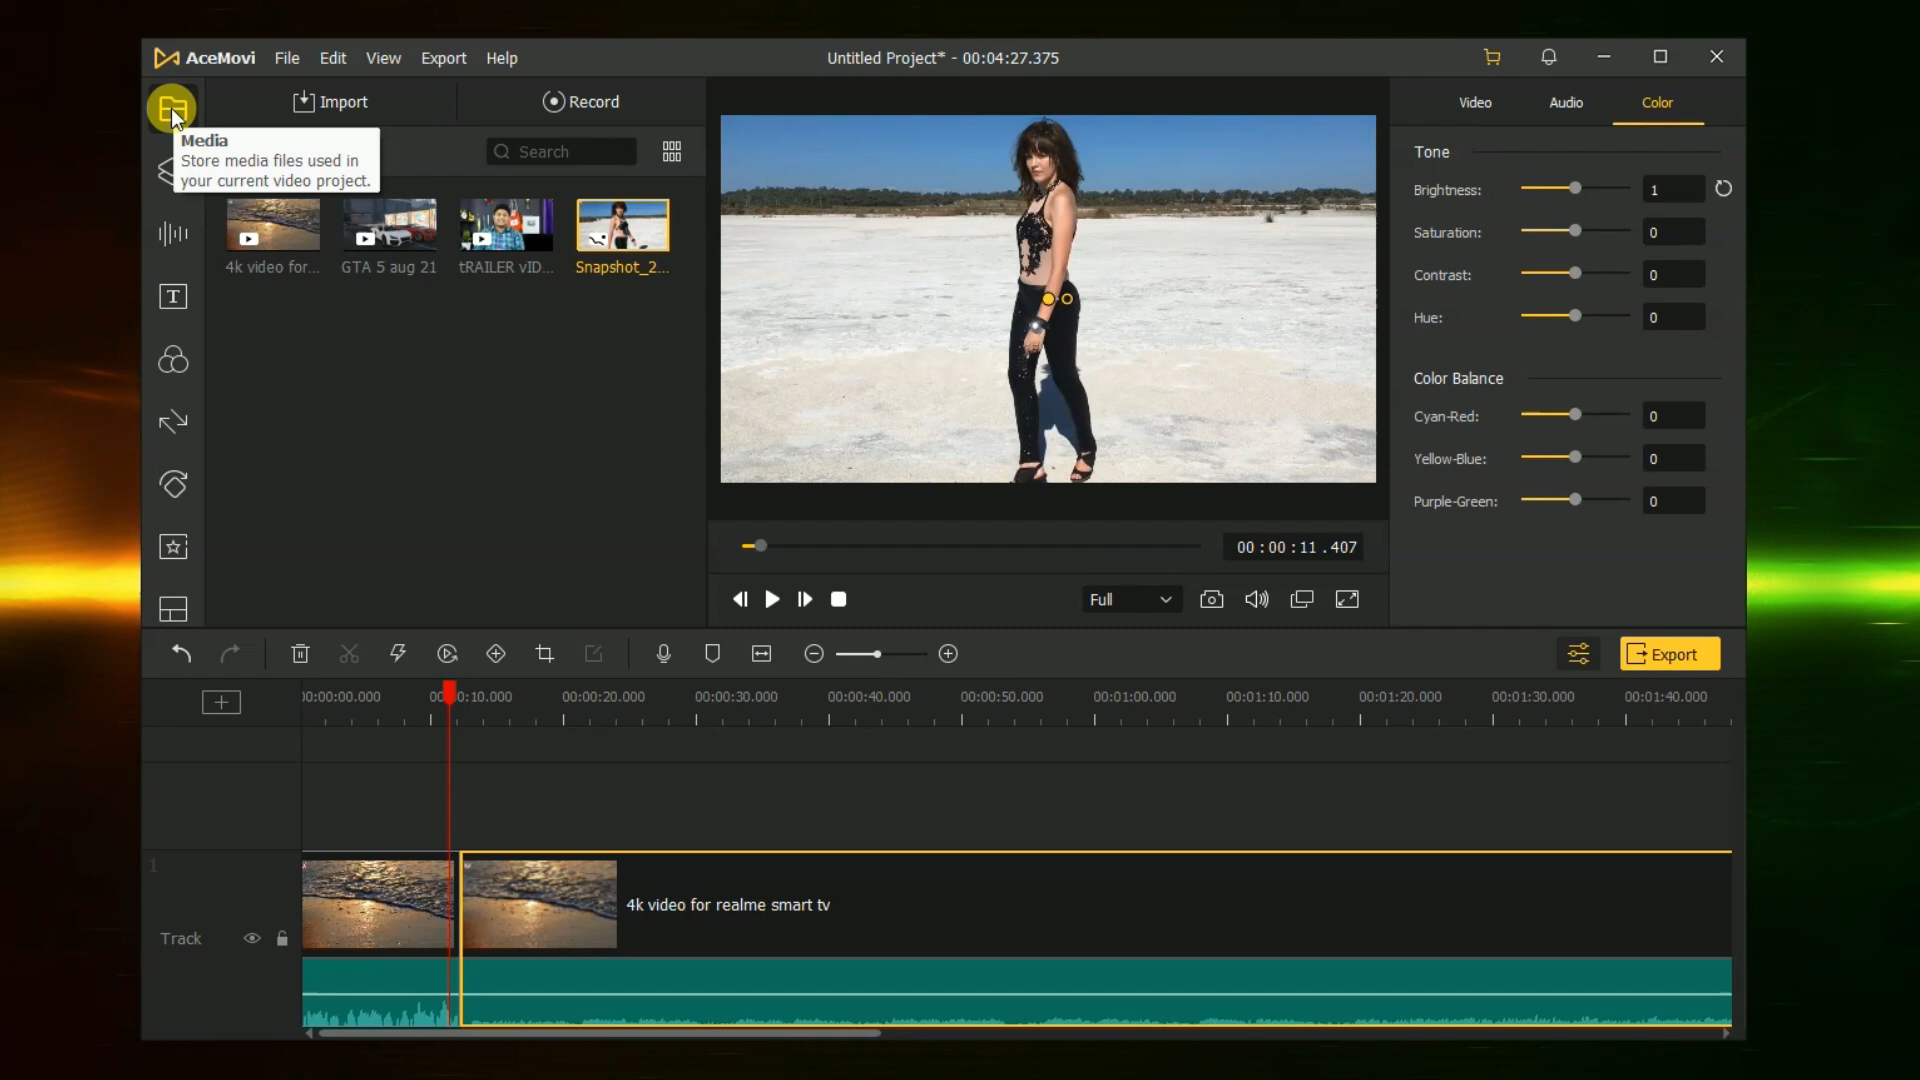 AceMovi File Edit View Export Help
Untitled Project* - 00:04:27.375
Import
Record
Media
Store media files used in
your current video project.
Search
4k video for...
GTA 5 aug 21
tRAILER vID...
Snapshot_2...
Video Audio Color
Tone
Brightness: 1
Saturation: 0
Contrast: 0
Hue: 0
Color Balance
Cyan-Red: 0
Yellow-Blue: 0
Purple-Green: 0
00 : 00 : 11 . 407
Full
Export
00:00:00.000
00:00:20.000 00:00:30.000 00:00:40.000 00:00:50.000 00:01:00.000 00:01:10.000 00:01:20.000 00:01:30.000 00:01:40.000
1
4k video for realme smart tv
Track